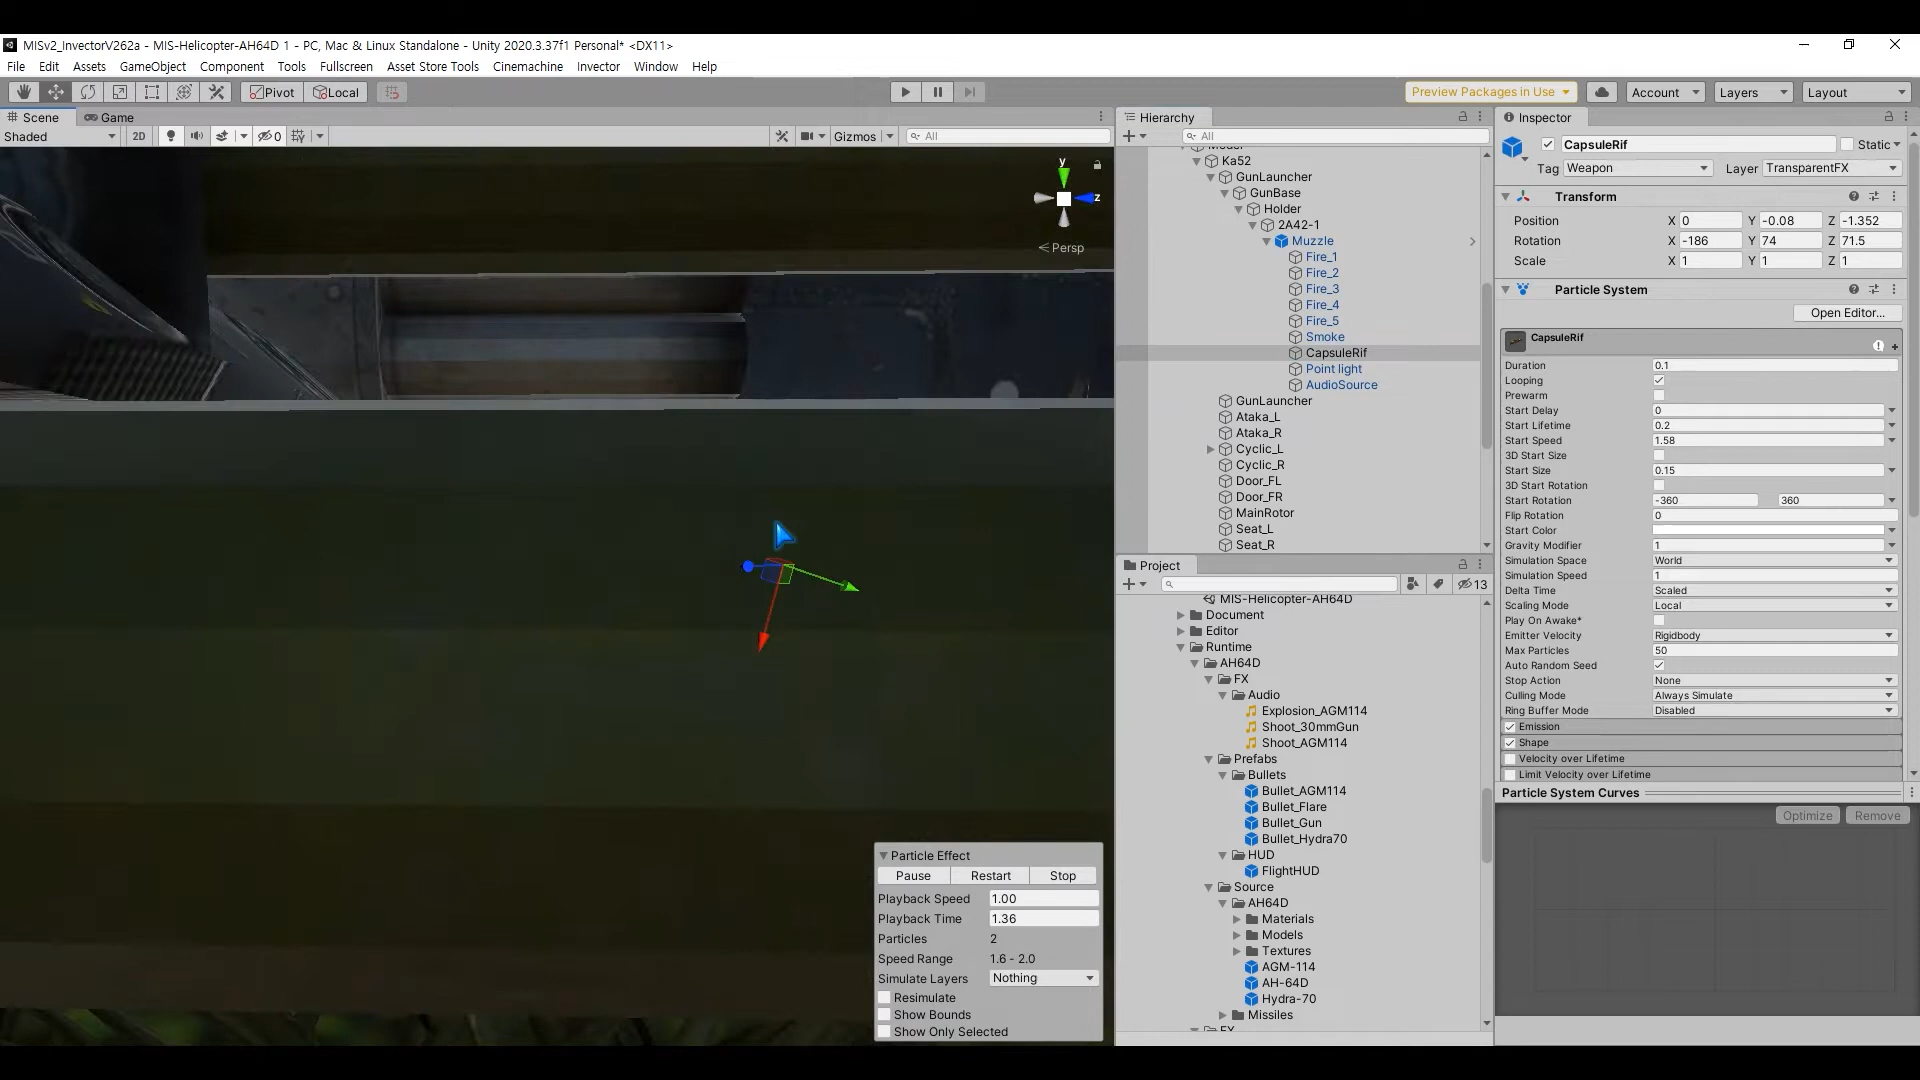 MISv2_InvectorV262a - MIS-Helicopter-AH64D 1 - PC, Mac & Linux Standalone - Unity 2020.3.37f1 Personal* <DX11>
File Edit Assets GameObject Component Tools Fullscreen Asset Store Tools Cinemachine Invector Window Help
Pivot Local Preview Packages in Use Account Layers Layout
Scene Game
Shaded 2D 0 Gizmos All
y
z
Persp
Particle Effect
Pause Restart Stop
Playback Speed 1.00
Playback Time 1.36
Particles 2
Speed Range 1.6 - 2.0
Simulate Layers Nothing
Resimulate
Show Bounds
Show Only Selected
Hierarchy
All
Model
Ka52
GunLauncher
GunBase
Holder
2A42-1
Muzzle
Fire_1
Fire_2
Fire_3
Fire_4
Fire_5
Smoke
CapsuleRif
Point light
AudioSource
GunLauncher
Ataka_L
Ataka_R
Cyclic_L
Cyclic_R
Door_FL
Door_FR
MainRotor
Seat_L
Seat_R
Project
13
MIS-Helicopter-AH64D
Document
Editor
Runtime
AH64D
FX
Audio
Explosion_AGM114
Shoot_30mmGun
Shoot_AGM114
Prefabs
Bullets
Bullet_AGM114
Bullet_Flare
Bullet_Gun
Bullet_Hydra70
HUD
FlightHUD
Source
AH64D
Materials
Models
Textures
AGM-114
AH-64D
Hydra-70
Missiles
FX
Inspector
CapsuleRif Static
Tag Weapon Layer TransparentFX
Transform
Position X 0 Y -0.08 Z -1.352
Rotation X -186 Y 74 Z 71.5
Scale X 1 Y 1 Z 1
Particle System
Open Editor...
CapsuleRif
Duration 0.1
Looping
Prewarm
Start Delay 0
Start Lifetime 0.2
Start Speed 1.58
3D Start Size
Start Size 0.15
3D Start Rotation
Start Rotation -360 360
Flip Rotation 0
Start Color
Gravity Modifier 1
Simulation Space World
Simulation Speed 1
Delta Time Scaled
Scaling Mode Local
Play On Awake*
Emitter Velocity Rigidbody
Max Particles 50
Auto Random Seed
Stop Action None
Culling Mode Always Simulate
Ring Buffer Mode Disabled
Emission
Shape
Velocity over Lifetime
Limit Velocity over Lifetime
Particle System Curves
Optimize Remove